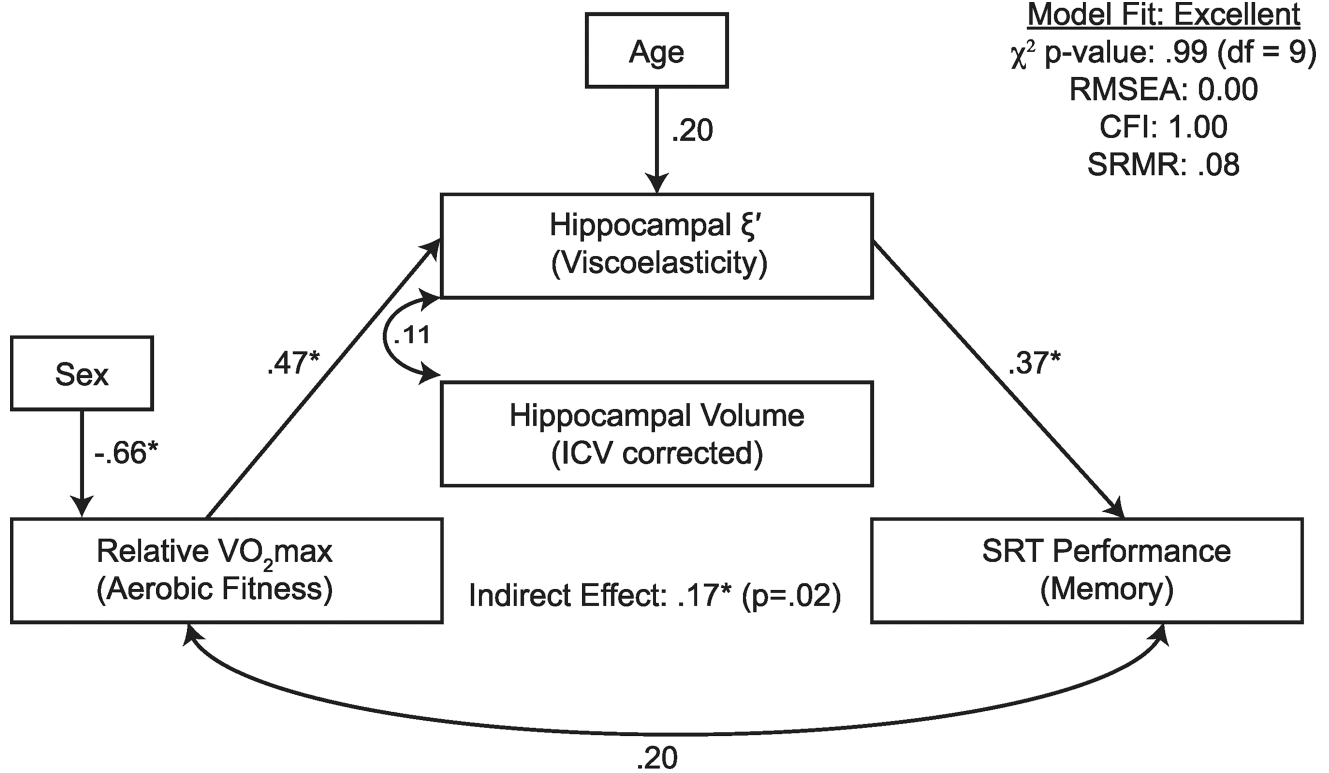 Model Fit: Excellent
χ² p-value: .99 (df = 9)
RMSEA: 0.00
CFI: 1.00
SRMR: .08
Age
.20
Hippocampal ξ′
(Viscoelasticity)
.11
.47*
.37*
Sex
-.66*
Hippocampal Volume
(ICV corrected)
Relative VO₂max
(Aerobic Fitness)
SRT Performance
(Memory)
Indirect Effect: .17* (p=.02)
.20